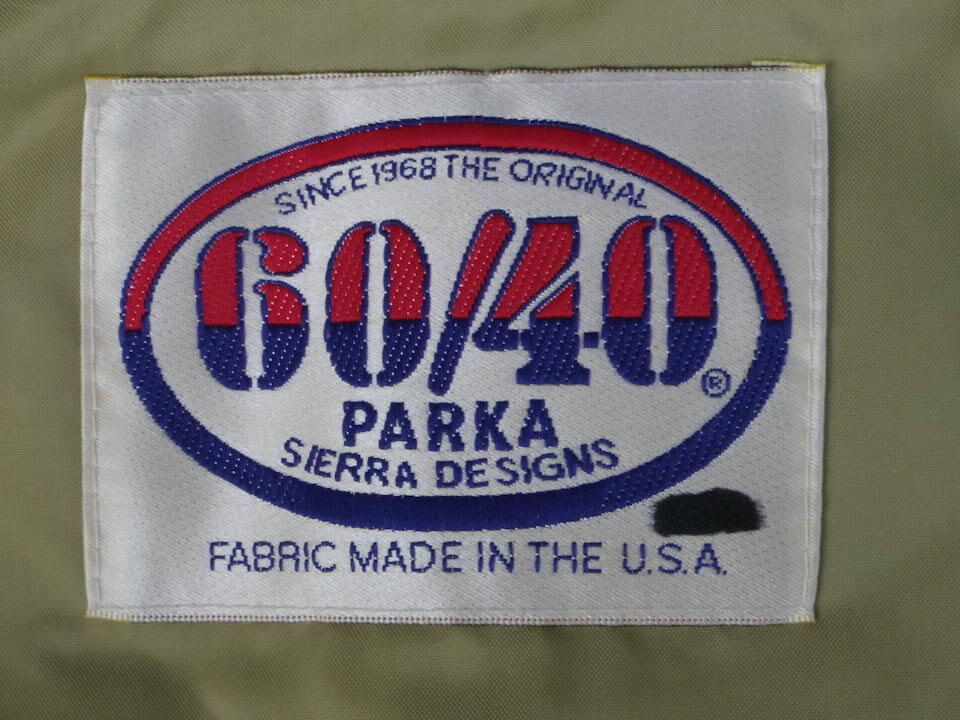 SINCE 1968 THE ORIGINAL
60/40®
PARKA
SIERRA DESIGNS
FABRIC MADE IN THE U.S.A.